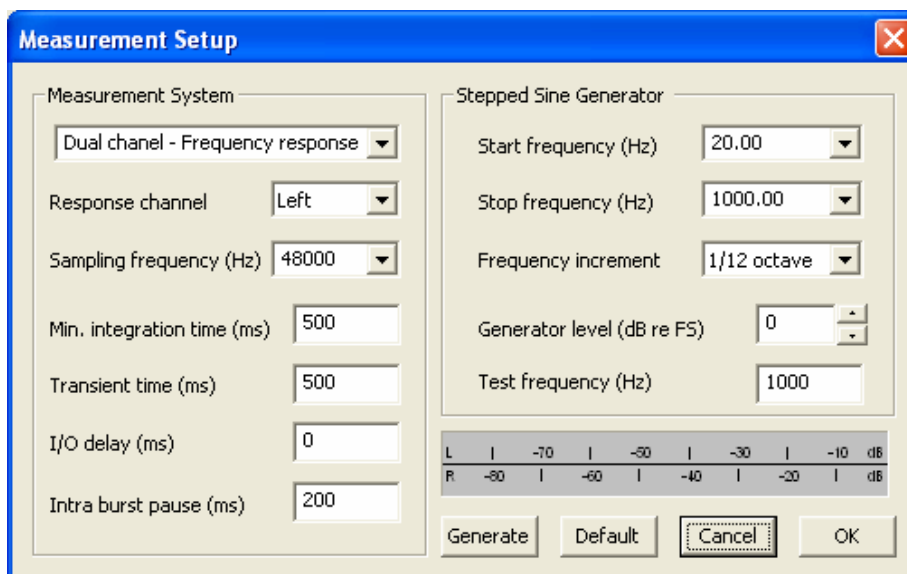 Measurement Setup
Measurement System
Dual chanel - Frequency response
Response channel Left
Sampling frequency (Hz) 48000
Min. integration time (ms) 500
Transient time (ms) 500
I/O delay (ms) 0
Intra burst pause (ms) 200
Stepped Sine Generator
Start frequency (Hz) 20.00
Stop frequency (Hz) 1000.00
Frequency increment 1/12 octave
Generator level (dB re FS) 0
Test frequency (Hz) 1000
L | -70 | -50 | -30 | -10 dB
R -80 | -60 | -40 | -20 | dB
Generate Default Cancel OK